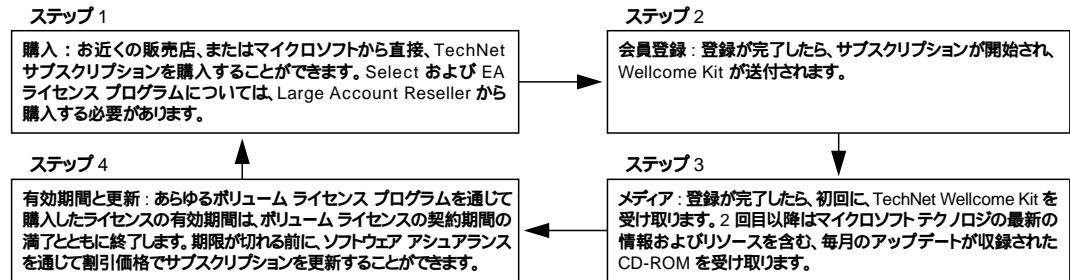 ステップ 1
購入 : お近くの販売店、またはマイクロソフトから直接、TechNet
サブスクリプションを購入することができます。Select および EA
ライセンス プログラムについては、Large Account Reseller から
購入する必要があります。
ステップ 2
会員登録 : 登録が完了したら、サブスクリプションが開始され、
Wellcome Kit が送付されます。
ステップ 3
メディア : 登録が完了したら、初回に、TechNet Wellcome Kit を
受け取ります。2 回目以降はマイクロソフト テクノロジの最新の
情報およびリソースを含む、毎月のアップデートが収録された
CD-ROM を受け取ります。
ステップ 4
有効期間と更新 : あらゆるボリューム ライセンス プログラムを通じて
購入したライセンスの有効期間は、ボリューム ライセンスの契約期間の
満了とともに終了します。期限が切れる前に、ソフトウェア アシュアランス
を通じて割引価格でサブスクリプションを更新することができます。